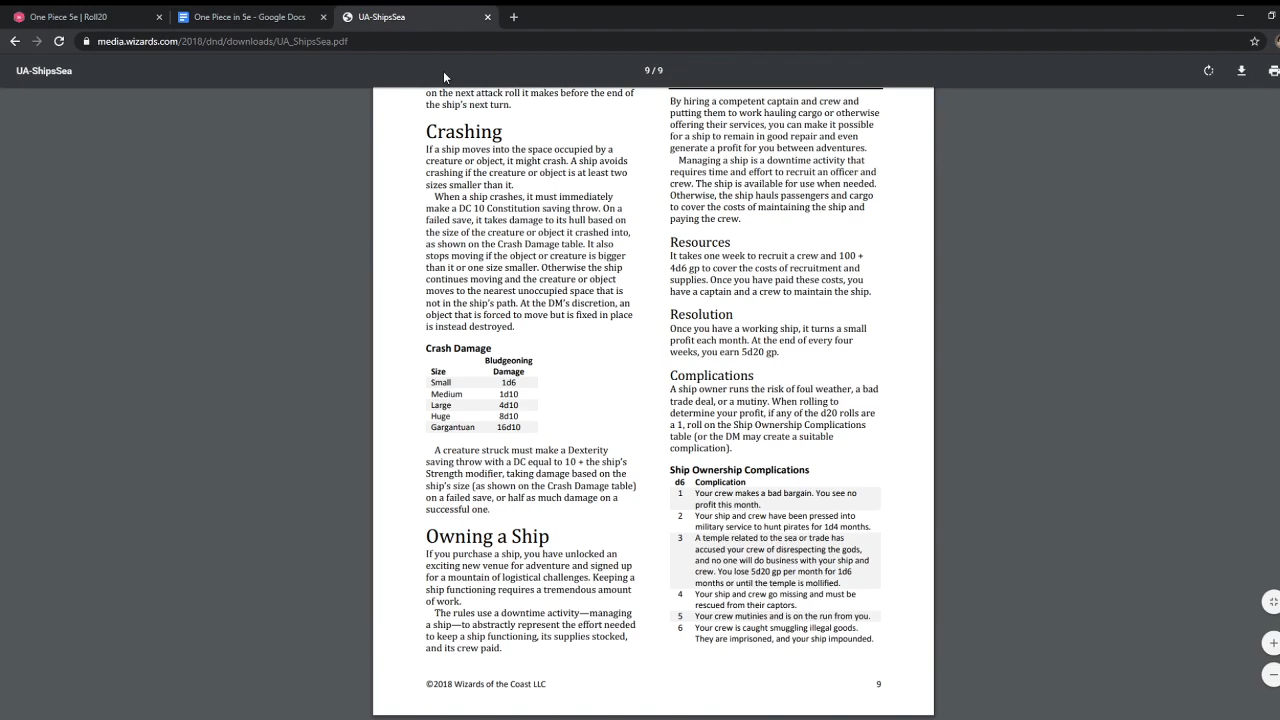 One Piece 5e | Roll20
One Piece in 5e - Google Docs
UA-ShipsSea
media.wizards.com/2018/dnd/downloads/UA_ShipsSea.pdf
UA-ShipsSea
9 / 9
on the next attack roll it makes before the end of
the ship's next turn.
Crashing
If a ship moves into the space occupied by a
creature or object, it might crash. A ship avoids
crashing if the creature or object is at least two
sizes smaller than it.
When a ship crashes, it must immediately
make a DC 10 Constitution saving throw. On a
failed save, it takes damage to its hull based on
the size of the creature or object it crashed into,
as shown on the Crash Damage table. It also
stops moving if the object or creature is bigger
than it or one size smaller. Otherwise the ship
continues moving and the creature or object
moves to the nearest unoccupied space that is
not in the ship's path. At the DM's discretion, an
object that is forced to move but is fixed in place
is instead destroyed.
Crash Damage
Bludgeoning
Size Damage
Small 1d6
Medium 1d10
Large 4d10
Huge 8d10
Gargantuan 16d10
A creature struck must make a Dexterity
saving throw with a DC equal to 10 + the ship's
Strength modifier, taking damage based on the
ship's size (as shown on the Crash Damage table)
on a failed save, or half as much damage on a
successful one.
Owning a Ship
If you purchase a ship, you have unlocked an
exciting new venue for adventure and signed up
for a mountain of logistical challenges. Keeping a
ship functioning requires a tremendous amount
of work.
The rules use a downtime activity—managing
a ship—to abstractly represent the effort needed
to keep a ship functioning, its supplies stocked,
and its crew paid.
By hiring a competent captain and crew and
putting them to work hauling cargo or otherwise
offering their services, you can make it possible
for a ship to remain in good repair and even
generate a profit for you between adventures.
Managing a ship is a downtime activity that
requires time and effort to recruit an officer and
crew. The ship is available for use when needed.
Otherwise, the ship hauls passengers and cargo
to cover the costs of maintaining the ship and
paying the crew.
Resources
It takes one week to recruit a crew and 100 +
4d6 gp to cover the costs of recruitment and
supplies. Once you have paid these costs, you
have a captain and a crew to maintain the ship.
Resolution
Once you have a working ship, it turns a small
profit each month. At the end of every four
weeks, you earn 5d20 gp.
Complications
A ship owner runs the risk of foul weather, a bad
trade deal, or a mutiny. When rolling to
determine your profit, if any of the d20 rolls are
a 1, roll on the Ship Ownership Complications
table (or the DM may create a suitable
complication).
Ship Ownership Complications
d6 Complication
1 Your crew makes a bad bargain. You see no
profit this month.
2 Your ship and crew have been pressed into
military service to hunt pirates for 1d4 months.
3 A temple related to the sea or trade has
accused your crew of disrespecting the gods,
and no one will do business with your ship and
crew. You lose 5d20 gp per month for 1d6
months or until the temple is mollified.
4 Your ship and crew go missing and must be
rescued from their captors.
5 Your crew mutinies and is on the run from you.
6 Your crew is caught smuggling illegal goods.
They are imprisoned, and your ship impounded.
©2018 Wizards of the Coast LLC
9